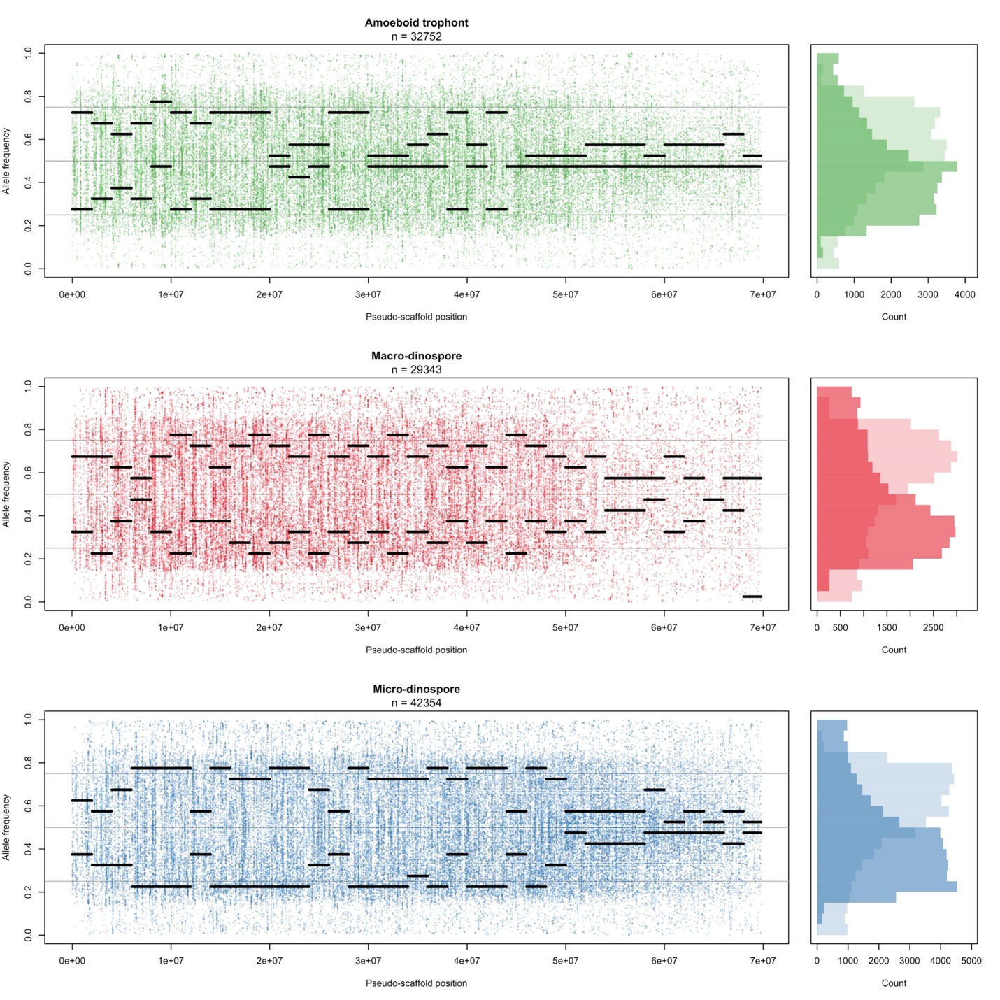 Amoeboid trophont
n = 32752
Allele frequency
0.0 0.2 0.4 0.6 0.8 1.0
0e+00 1e+07 2e+07 3e+07 4e+07 5e+07 6e+07 7e+07
Pseudo-scaffold position
0 1000 2000 3000 4000
Count
Macro-dinospore
n = 29343
Allele frequency
0.0 0.2 0.4 0.6 0.8 1.0
0e+00 1e+07 2e+07 3e+07 4e+07 5e+07 6e+07 7e+07
Pseudo-scaffold position
0 500 1500 2500
Count
Micro-dinospore
n = 42354
Allele frequency
0.0 0.2 0.4 0.6 0.8 1.0
0e+00 1e+07 2e+07 3e+07 4e+07 5e+07 6e+07 7e+07
Pseudo-scaffold position
0 1000 2000 3000 4000 5000
Count